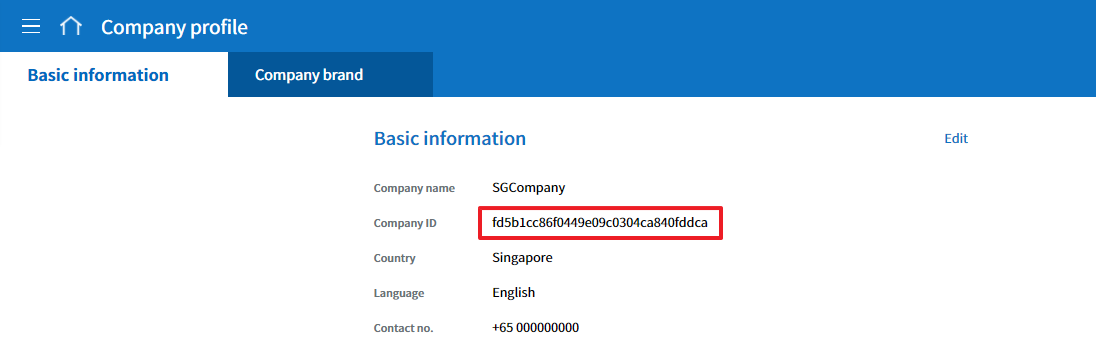 Company profile
Basic information
Company brand
Basic information
Edit
Company name SGCompany
Company ID fd5b1cc86f0449e09c0304ca840fddca
Country Singapore
Language English
Contact no. +65 000000000